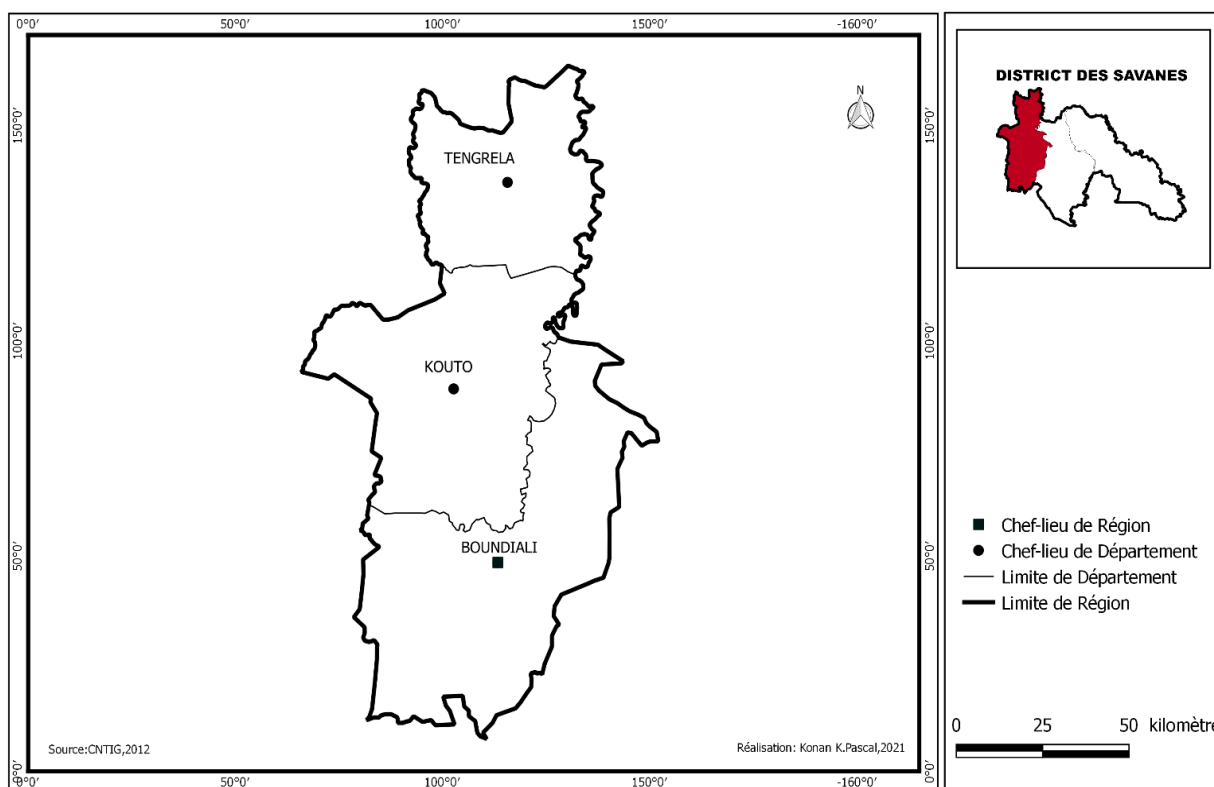 0°0' 50°0' 100°0' 150°0' -160°0'
150°0'
100°0'
50°0'
0°0'
N
TENGRELA
KOUTO
BOUNDIALI
Source:CNTIG,2012
Réalisation: Konan K.Pascal,2021
150°0'
100°0'
50°0'
0°0'
0°0' 50°0' 100°0' 150°0' -160°0'
DISTRICT DES SAVANES
Chef-lieu de Région
Chef-lieu de Département
Limite de Département
Limite de Région
0 25 50 kilomètre